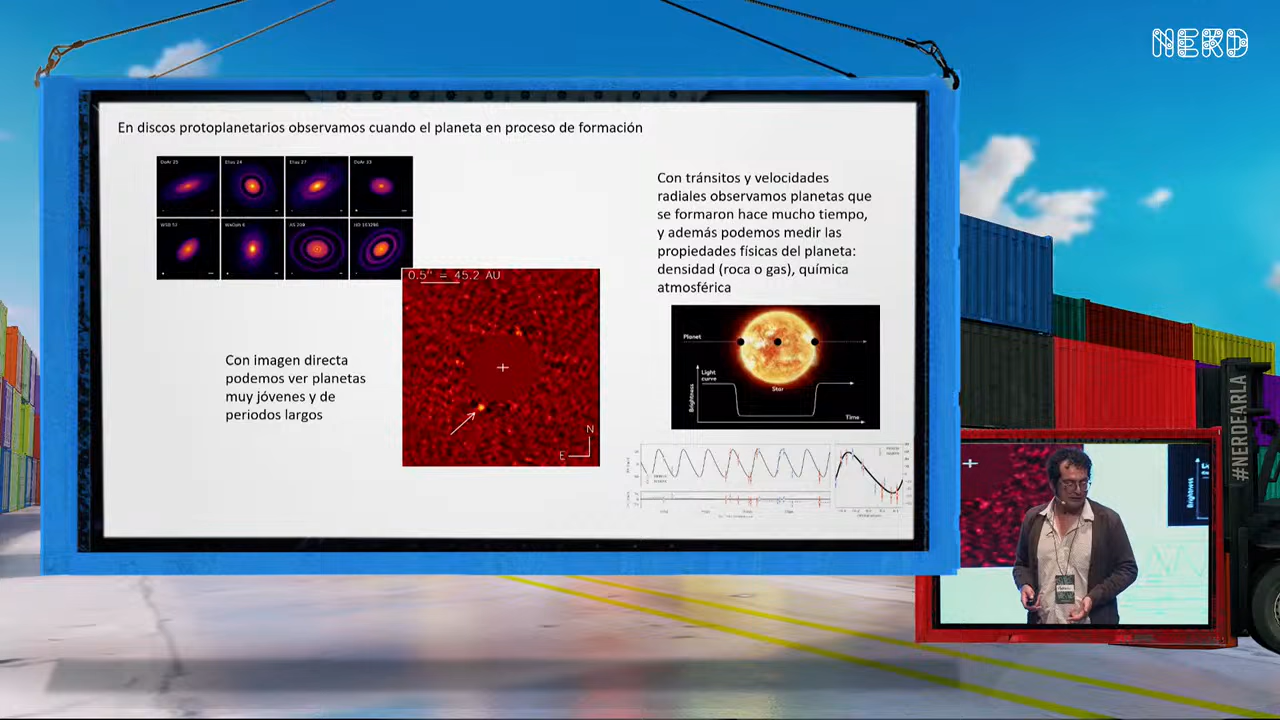 NERD
En discos protoplanetarios observamos cuando el planeta en proceso de formación
DoAr 25
Elias 24
Elias 27
DoAr 33
WSB 52
WaOph 6
AS 209
HD 163296
Con tránsitos y velocidades
radiales observamos planetas que
se formaron hace mucho tiempo,
y además podemos medir las
propiedades físicas del planeta:
densidad (roca o gas), química
atmosférica
0.5" = 45.2 AU
N
E
Con imagen directa
podemos ver planetas
muy jóvenes y de
periodos largos
Planet
Light
curve
Star
Brightness
Time
#NERDEARLA
Brightness